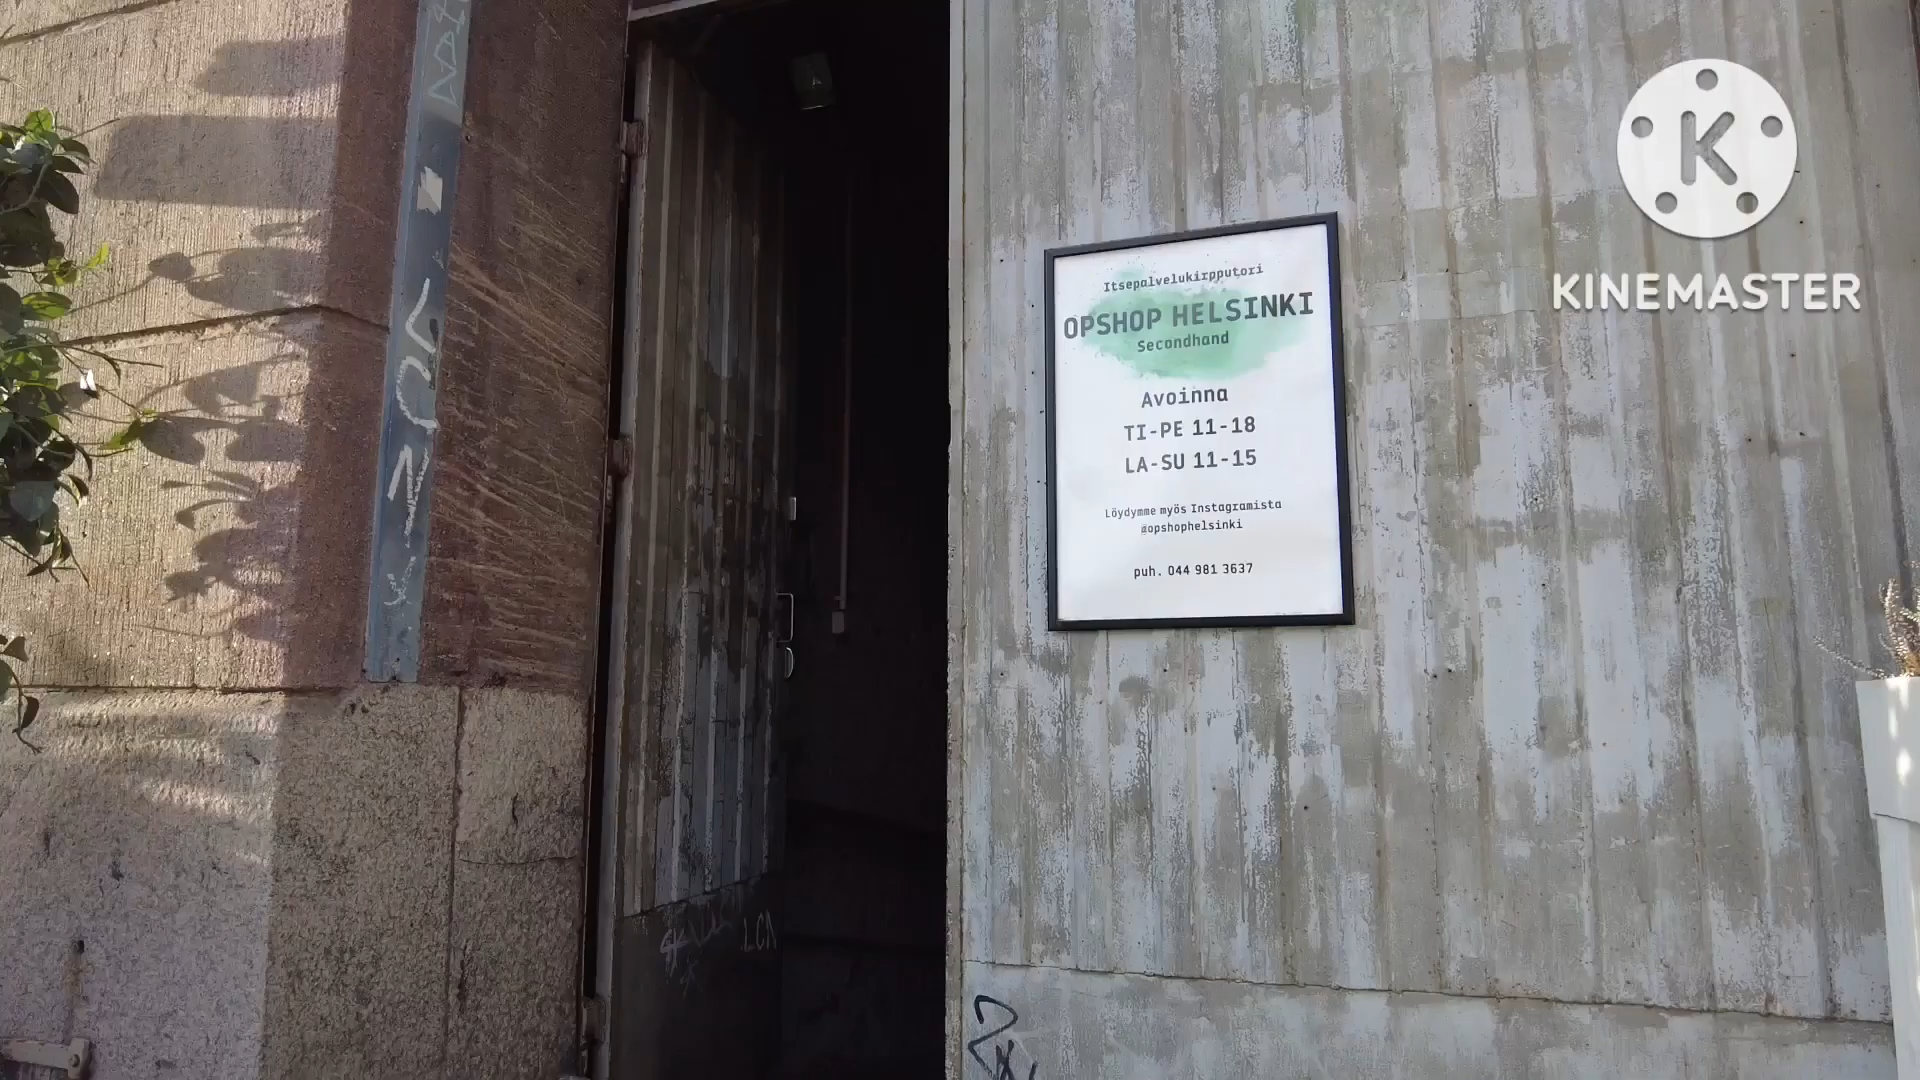 Itsepalvelukirpputori
OPSHOP HELSINKI
Secondhand
Avoinna
TI-PE 11-18
LA-SU 11-15
Löydymme myös Instagramista
@opshophelsinki
puh. 044 981 3637
K
KINEMASTER
LCA